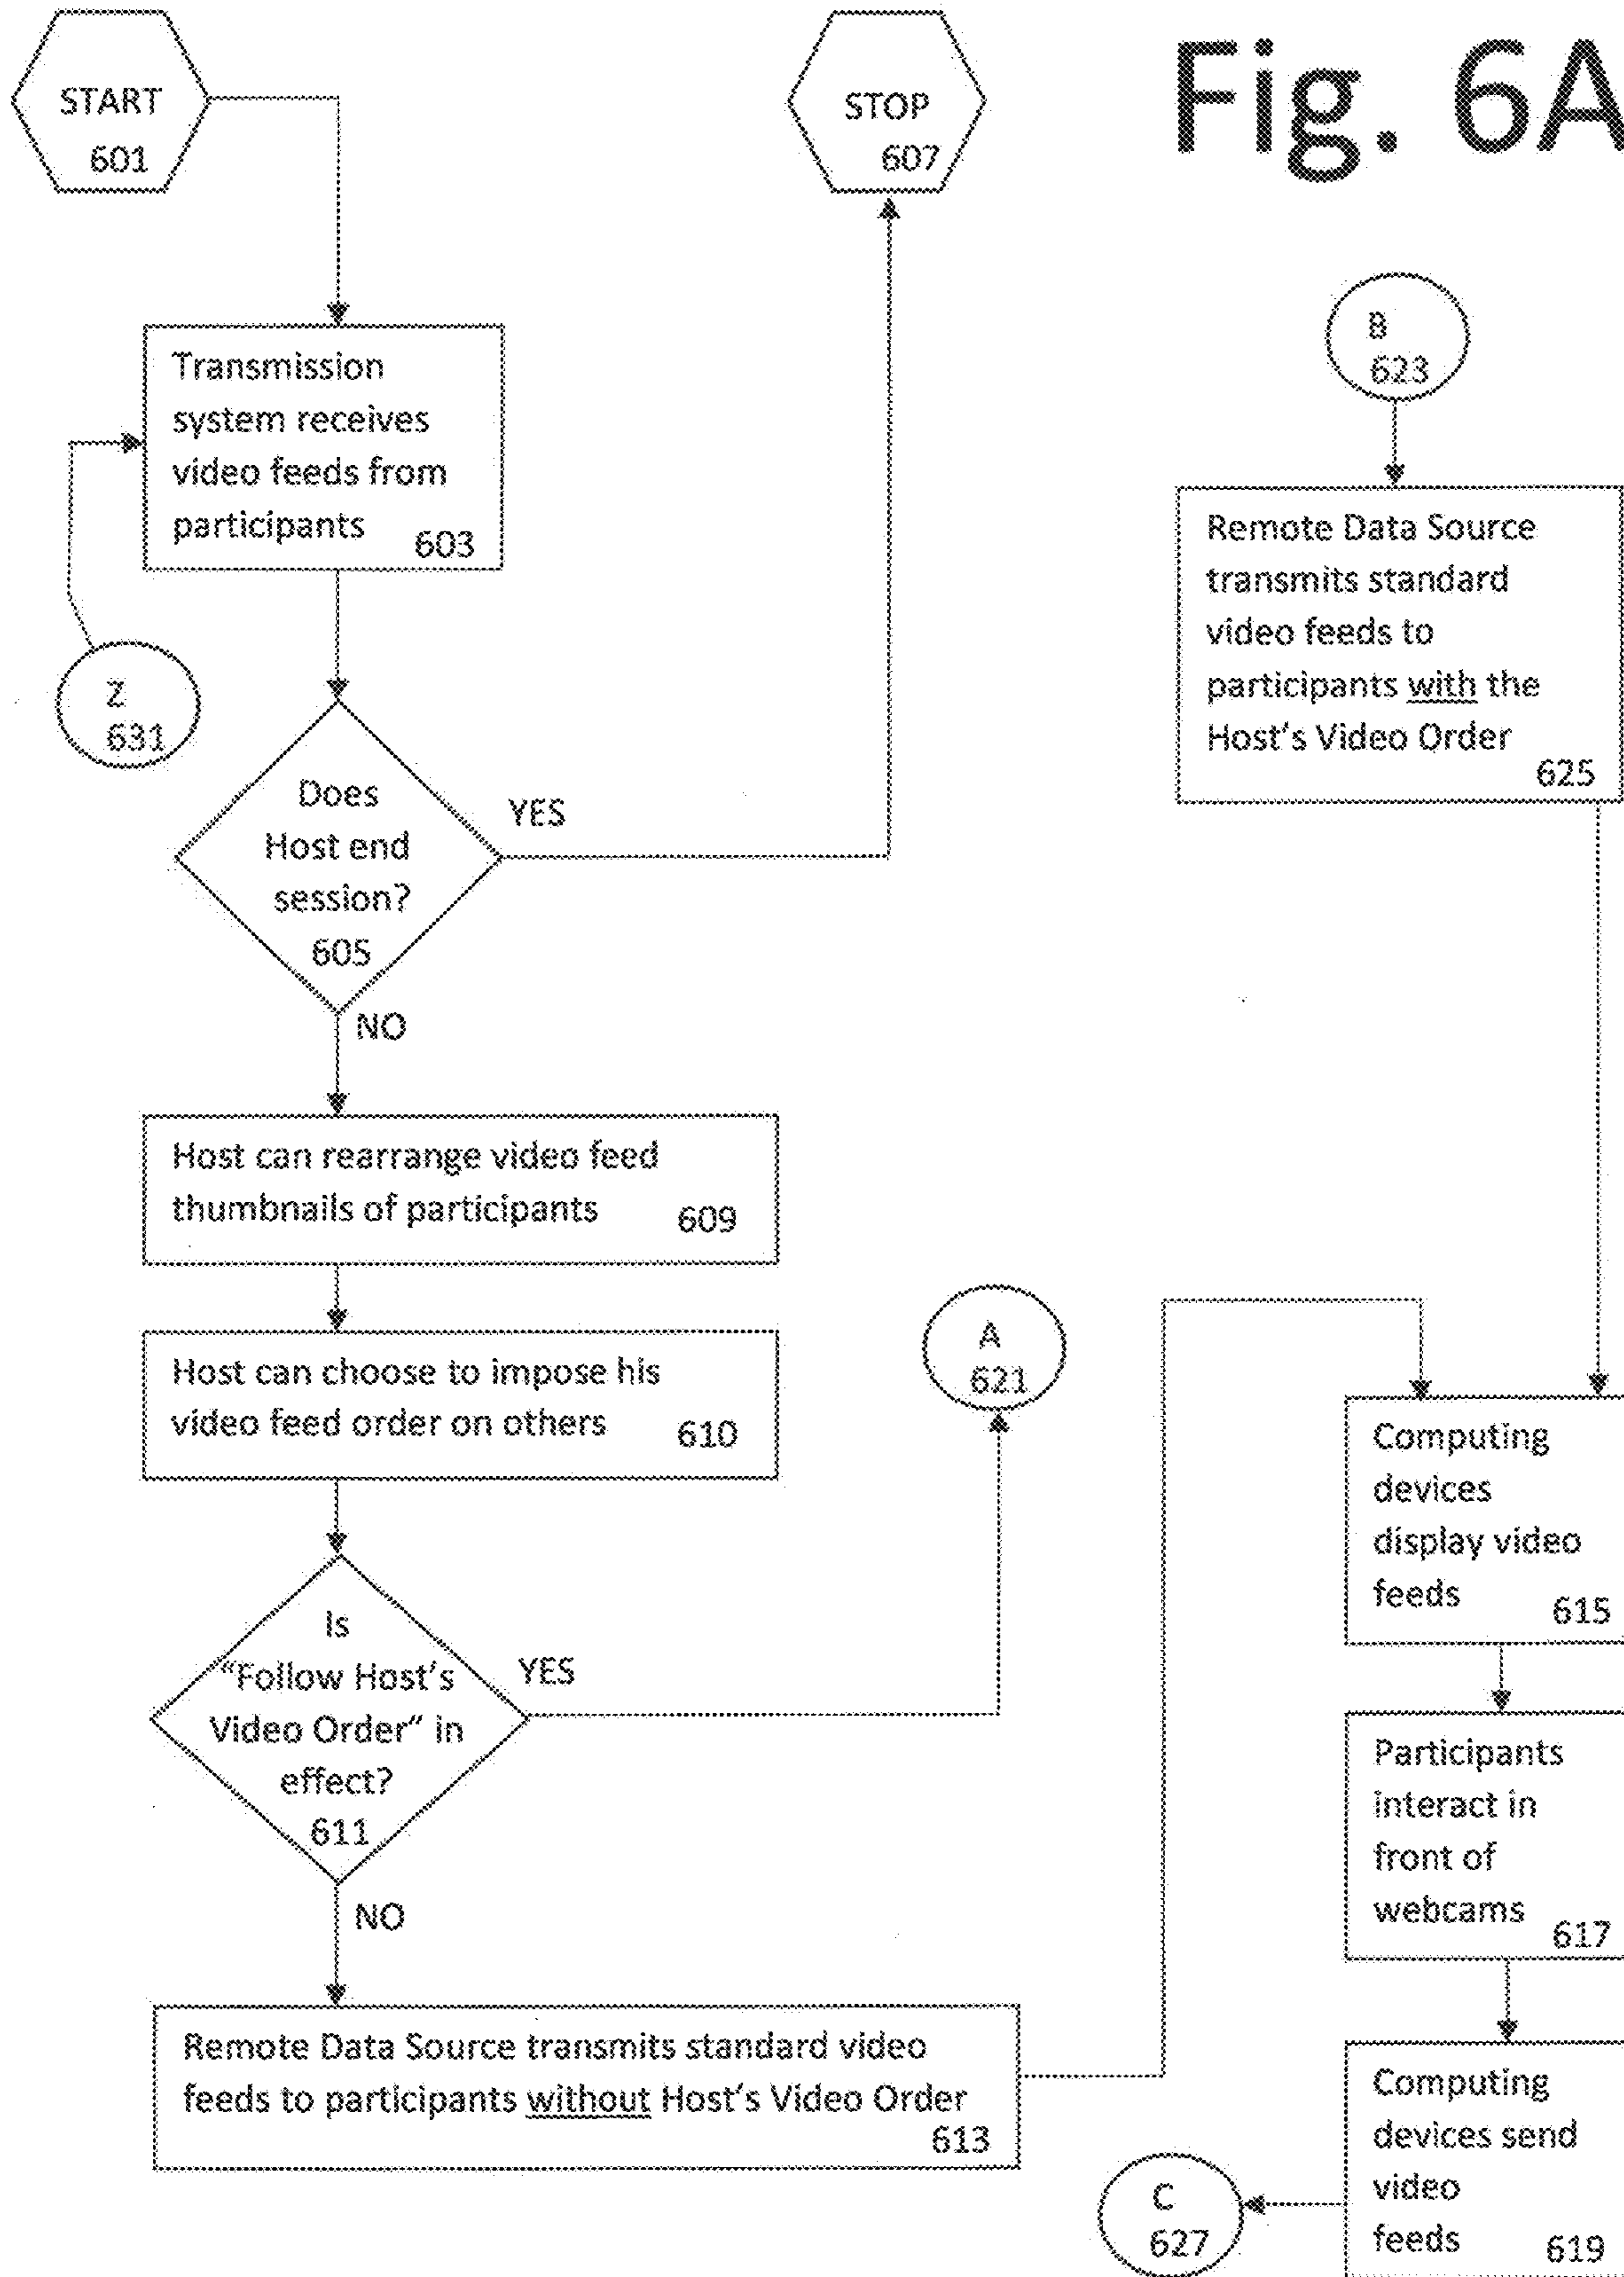 Fig. 6A
START
601
STOP
607
Transmission
system receives
video feeds from
participants
603
Z
631
Does
Host end
session?
605
YES
NO
Host can rearrange video feed
thumbnails of participants
609
Host can choose to impose his
video feed order on others
610
Is
"Follow Host's
Video Order" in
effect?
611
YES
NO
A
621
Remote Data Source transmits standard video
feeds to participants without Host's Video Order
613
B
623
Remote Data Source
transmits standard
video feeds to
participants with the
Host's Video Order
625
Computing
devices
display video
feeds
615
Participants
interact in
front of
webcams
617
Computing
devices send
video
feeds
619
C
627